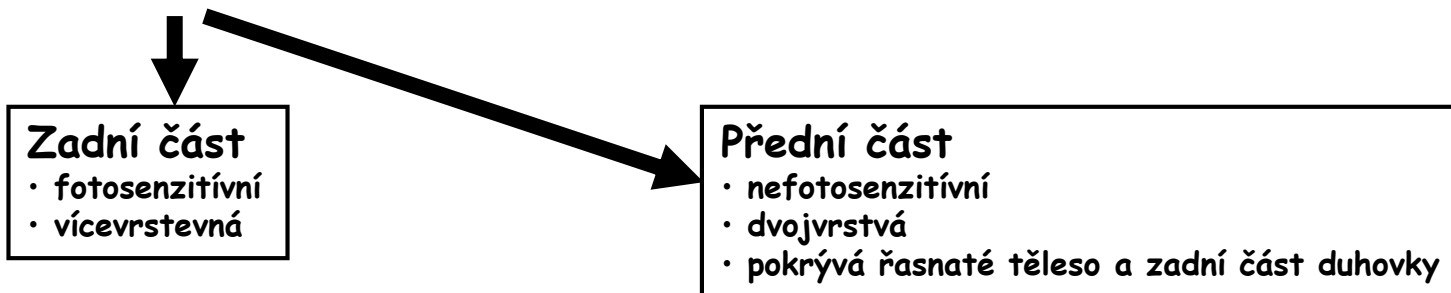 Zadní část
• fotosenzitívní
• vícevrstevná
Přední část
• nefotosenzitívní
• dvojvrstvá
• pokrývá řasnaté těleso a zadní část duhovky